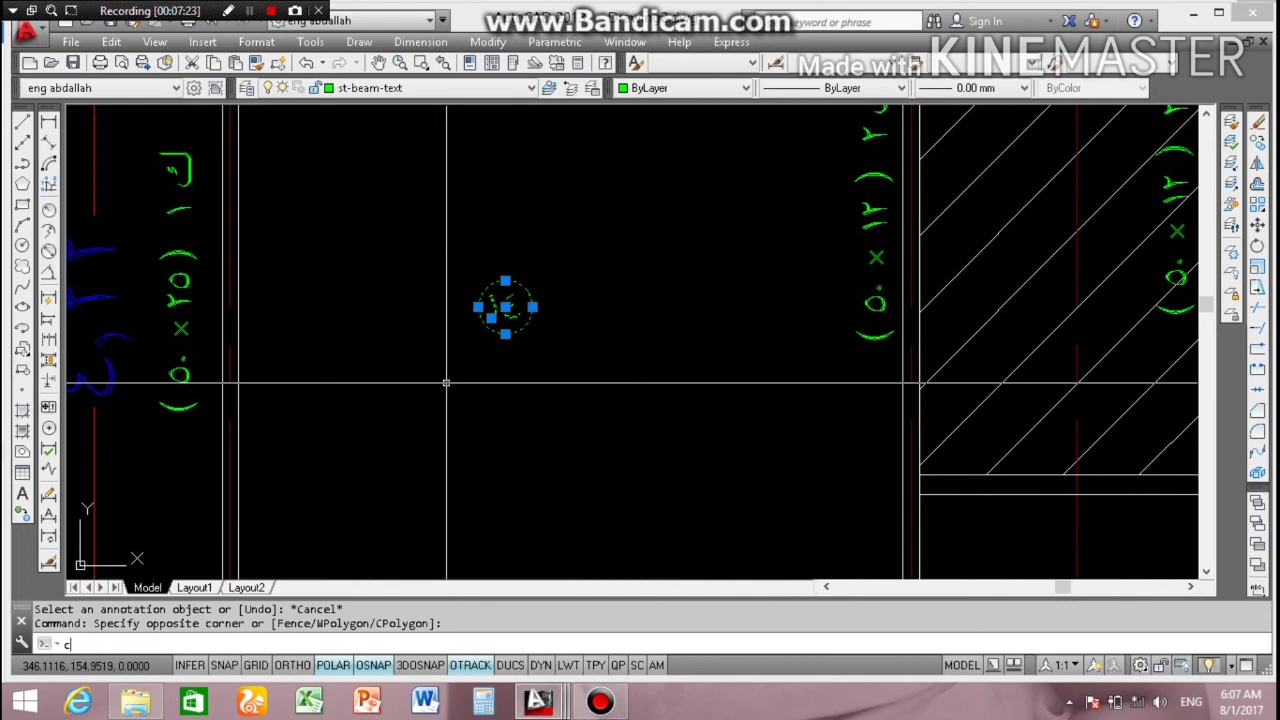 Recording [00:07:23]
eng abdallah
www.Bandicam.com
or phrase
Sign In
Made with KINEMASTER
File Edit View Insert Format Tools Draw Dimension Modify Parametric Window Help Express
eng abdallah
st-beam-text
ByLayer
ByLayer
0.00 mm
ByColor
Y
X
Model Layout1 Layout2
Select an annotation object or [Undo]: *Cancel*
Command: Specify opposite corner or [Fence/WPolygon/CPolygon]:
c
346.1116, 154.9519, 0.0000
INFER SNAP GRID ORTHO POLAR OSNAP 3DOSNAP OTRACK DUCS DYN LWT TPY QP SC AM
MODEL
1:1
ENG
6:07 AM
8/1/2017